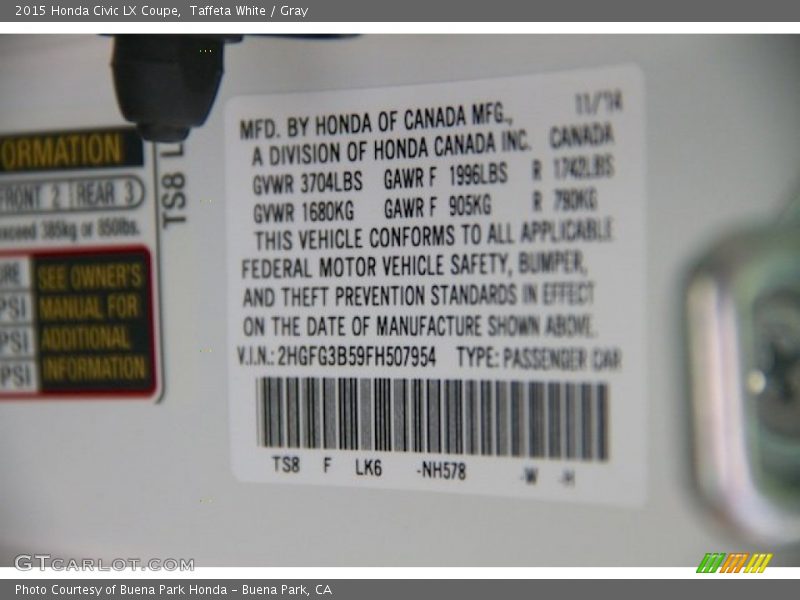 2015 Honda Civic LX Coupe, Taffeta White / Gray
ORMATION
FRONT 2 REAR 3
exceed 385kg or 850lbs.
TS8 L
SEE OWNER'S
PSI MANUAL FOR
PSI ADDITIONAL
PSI INFORMATION
11/'14
MFD. BY HONDA OF CANADA MFG.,
A DIVISION OF HONDA CANADA INC. CANADA
GVWR 3704LBS GAWR F 1996LBS R 1742LBS
GVWR 1680KG GAWR F 905KG R 790KG
THIS VEHICLE CONFORMS TO ALL APPLICABLE
FEDERAL MOTOR VEHICLE SAFETY, BUMPER,
AND THEFT PREVENTION STANDARDS IN EFFECT
ON THE DATE OF MANUFACTURE SHOWN ABOVE.
V.I.N.: 2HGFG3B59FH507954 TYPE: PASSENGER CAR
TS8 F LK6 -NH578 -W -H
GTCARLOT.COM
Photo Courtesy of Buena Park Honda - Buena Park, CA